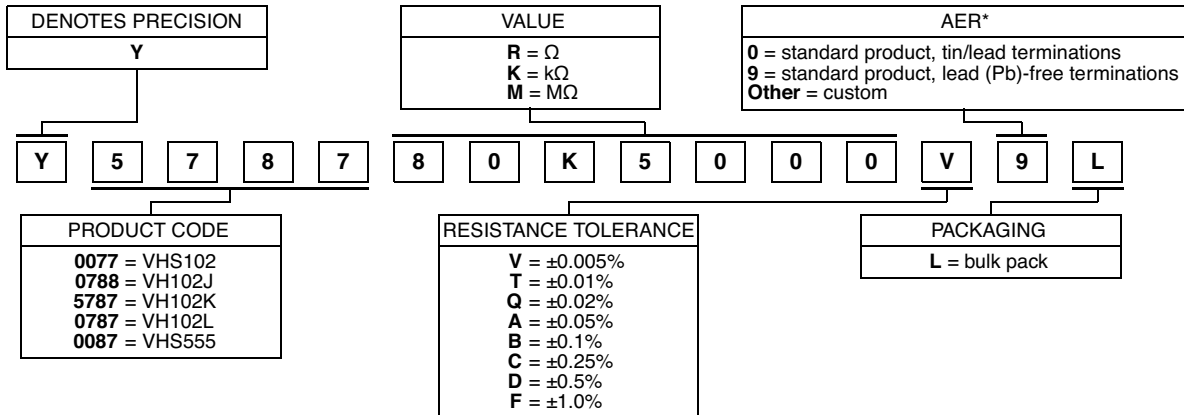 DENOTES PRECISION
Y
VALUE
R = Ω
K = kΩ
M = MΩ
AER*
0 = standard product, tin/lead terminations
9 = standard product, lead (Pb)-free terminations
Other = custom
Y 5 7 8 7 8 0 K 5 0 0 0 V 9 L
PRODUCT CODE
0077 = VHS102
0788 = VH102J
5787 = VH102K
0787 = VH102L
0087 = VHS555
RESISTANCE TOLERANCE
V = ±0.005%
T = ±0.01%
Q = ±0.02%
A = ±0.05%
B = ±0.1%
C = ±0.25%
D = ±0.5%
F = ±1.0%
PACKAGING
L = bulk pack